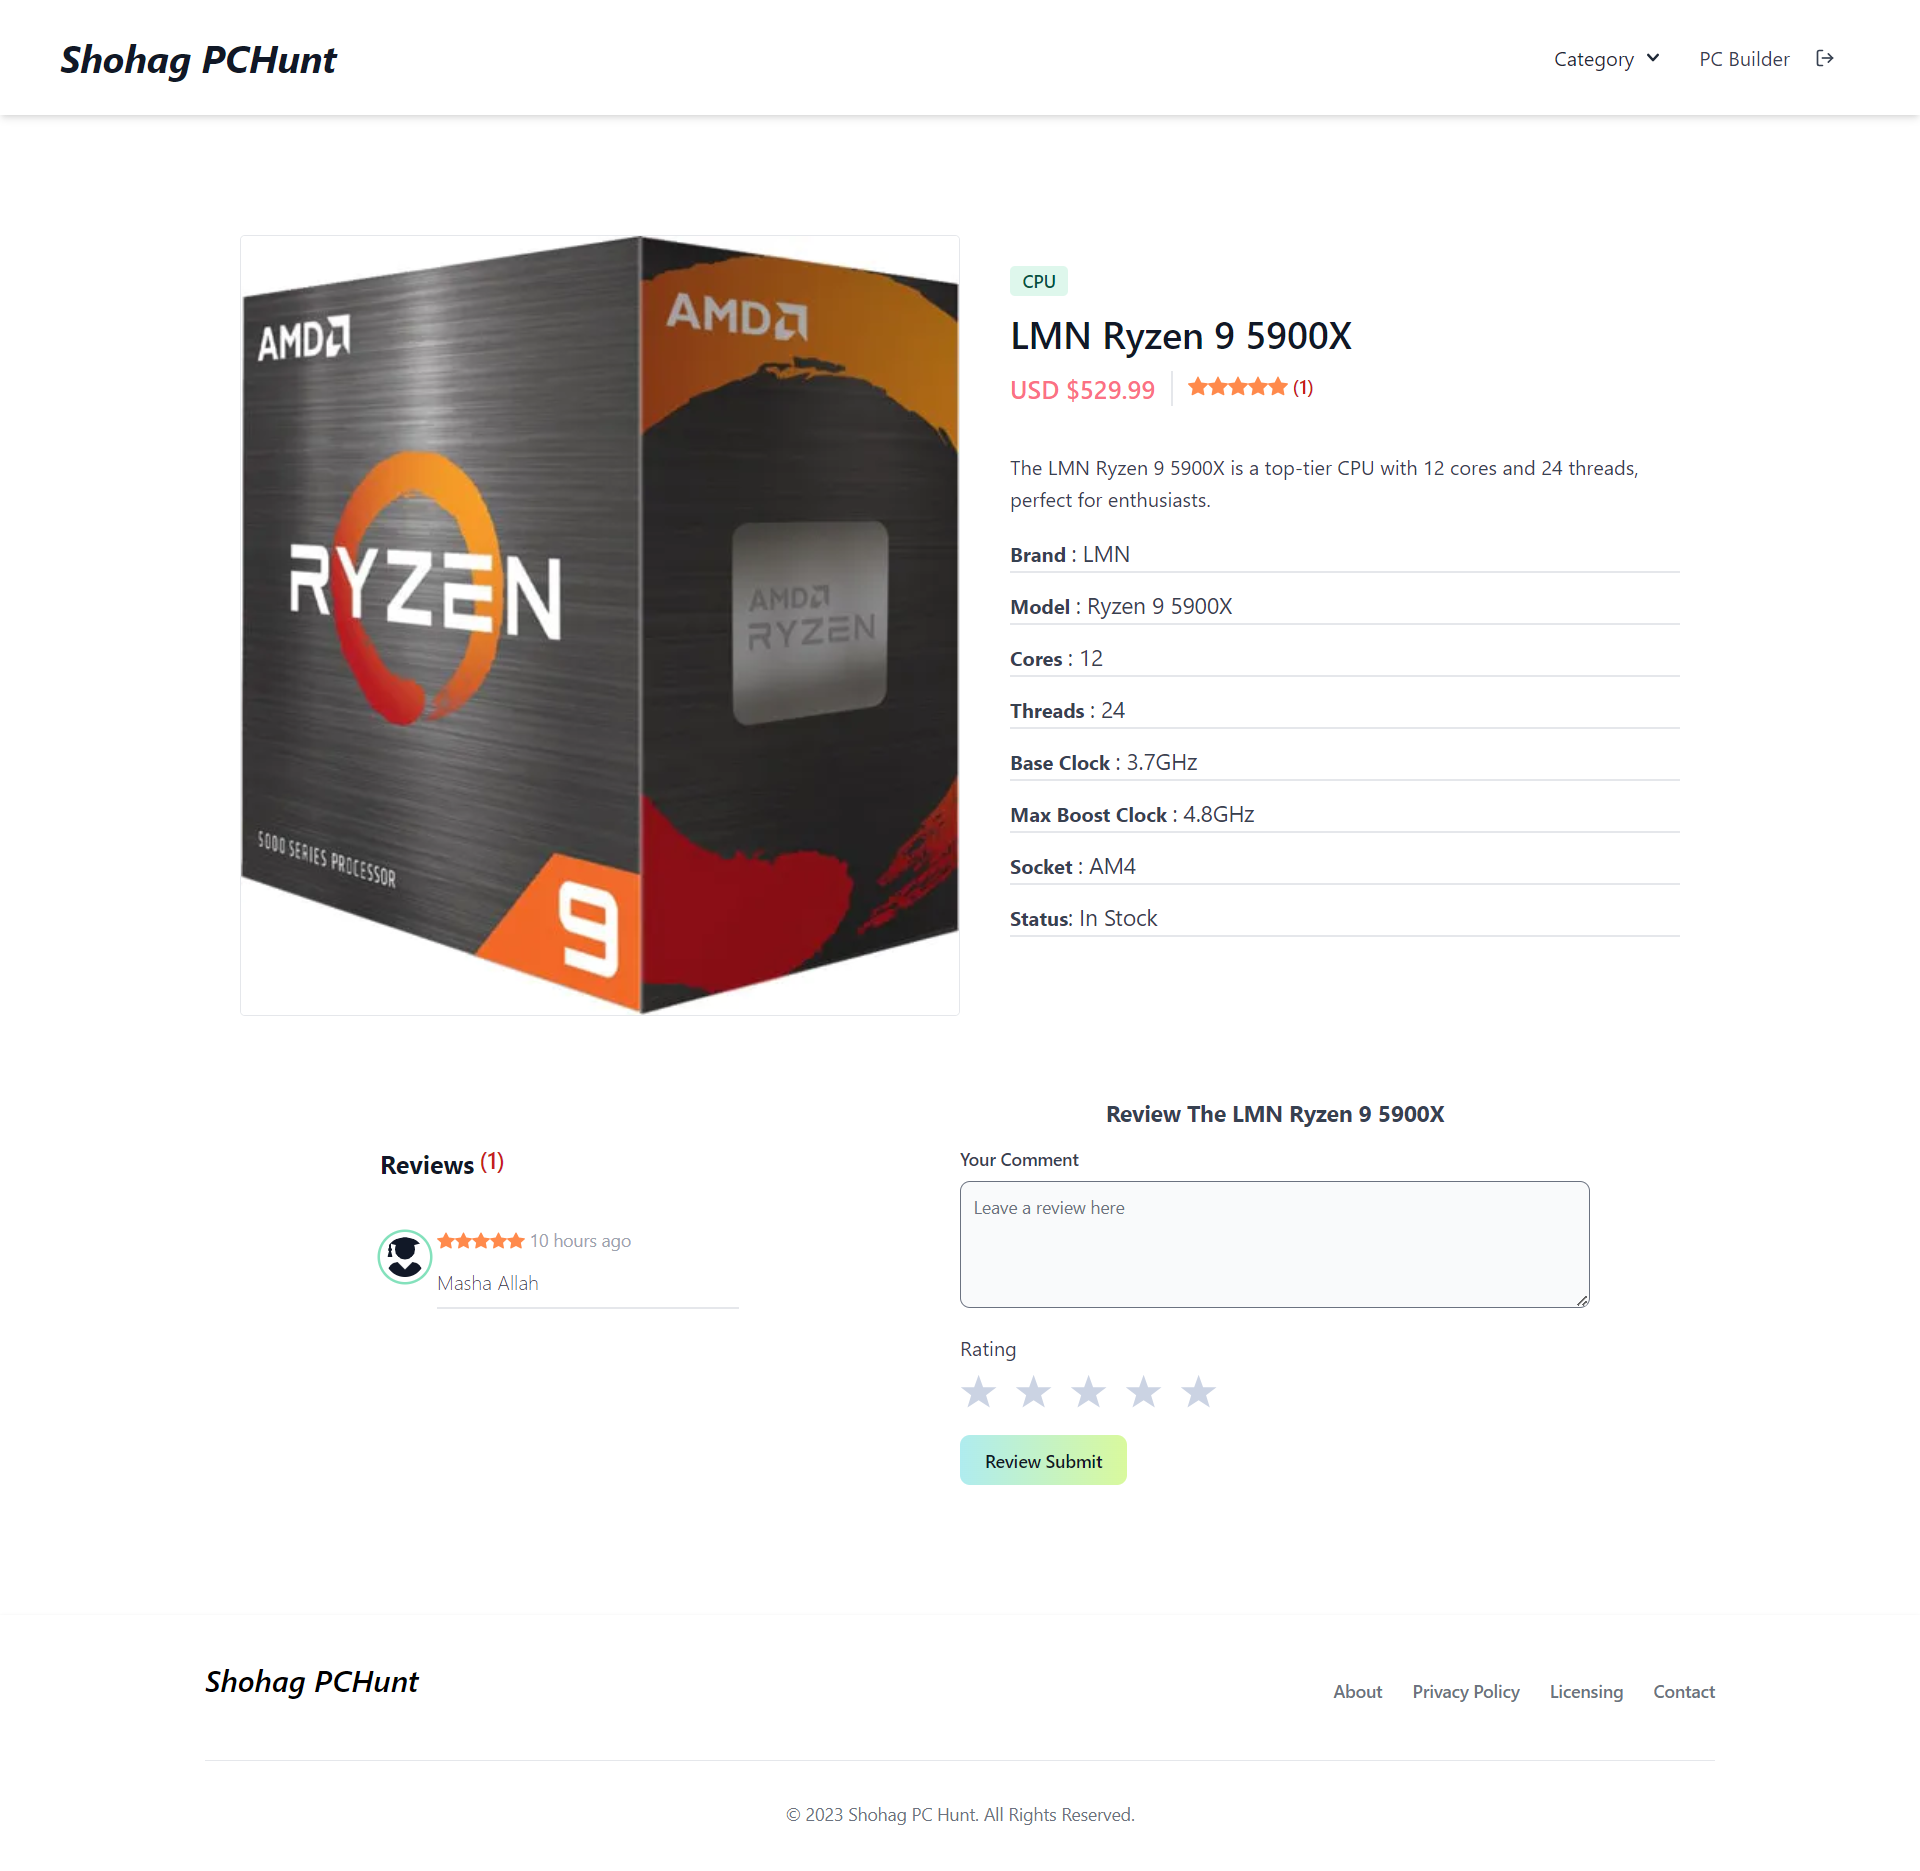 Shohag PCHunt
Category
PC Builder
AMD
AMD
RYZEN
AMD
RYZEN
5000 SERIES PROCESSOR
9
CPU
LMN Ryzen 9 5900X
USD $529.99
(1)
The LMN Ryzen 9 5900X is a top-tier CPU with 12 cores and 24 threads,
perfect for enthusiasts.
Brand : LMN
Model : Ryzen 9 5900X
Cores : 12
Threads : 24
Base Clock : 3.7GHz
Max Boost Clock : 4.8GHz
Socket : AM4
Status: In Stock
Reviews (1)
10 hours ago
Masha Allah
Review The LMN Ryzen 9 5900X
Your Comment
Leave a review here
Rating
Review Submit
Shohag PCHunt
About
Privacy Policy
Licensing
Contact
© 2023 Shohag PC Hunt. All Rights Reserved.